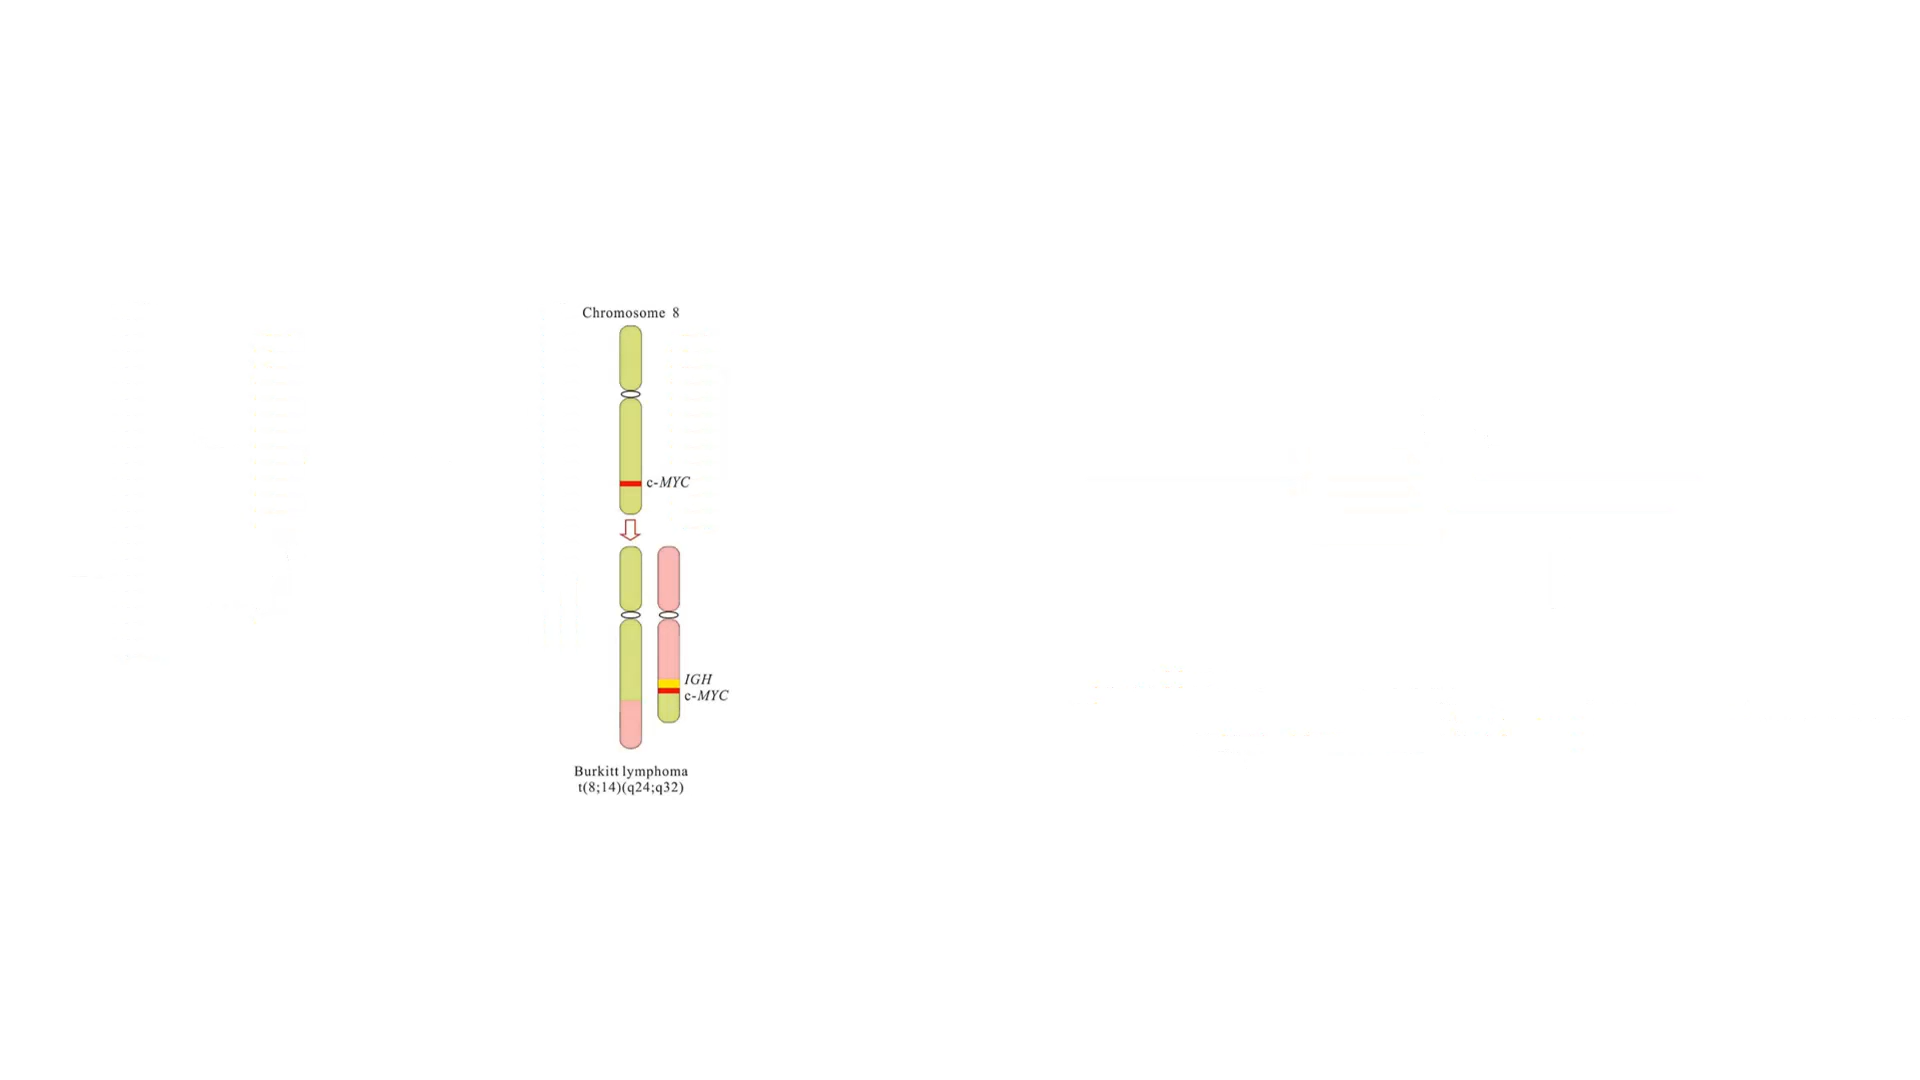 Chromosome 8
c-MYC
IGH
c-MYC
Burkitt lymphoma
t(8;14)(q24;q32)